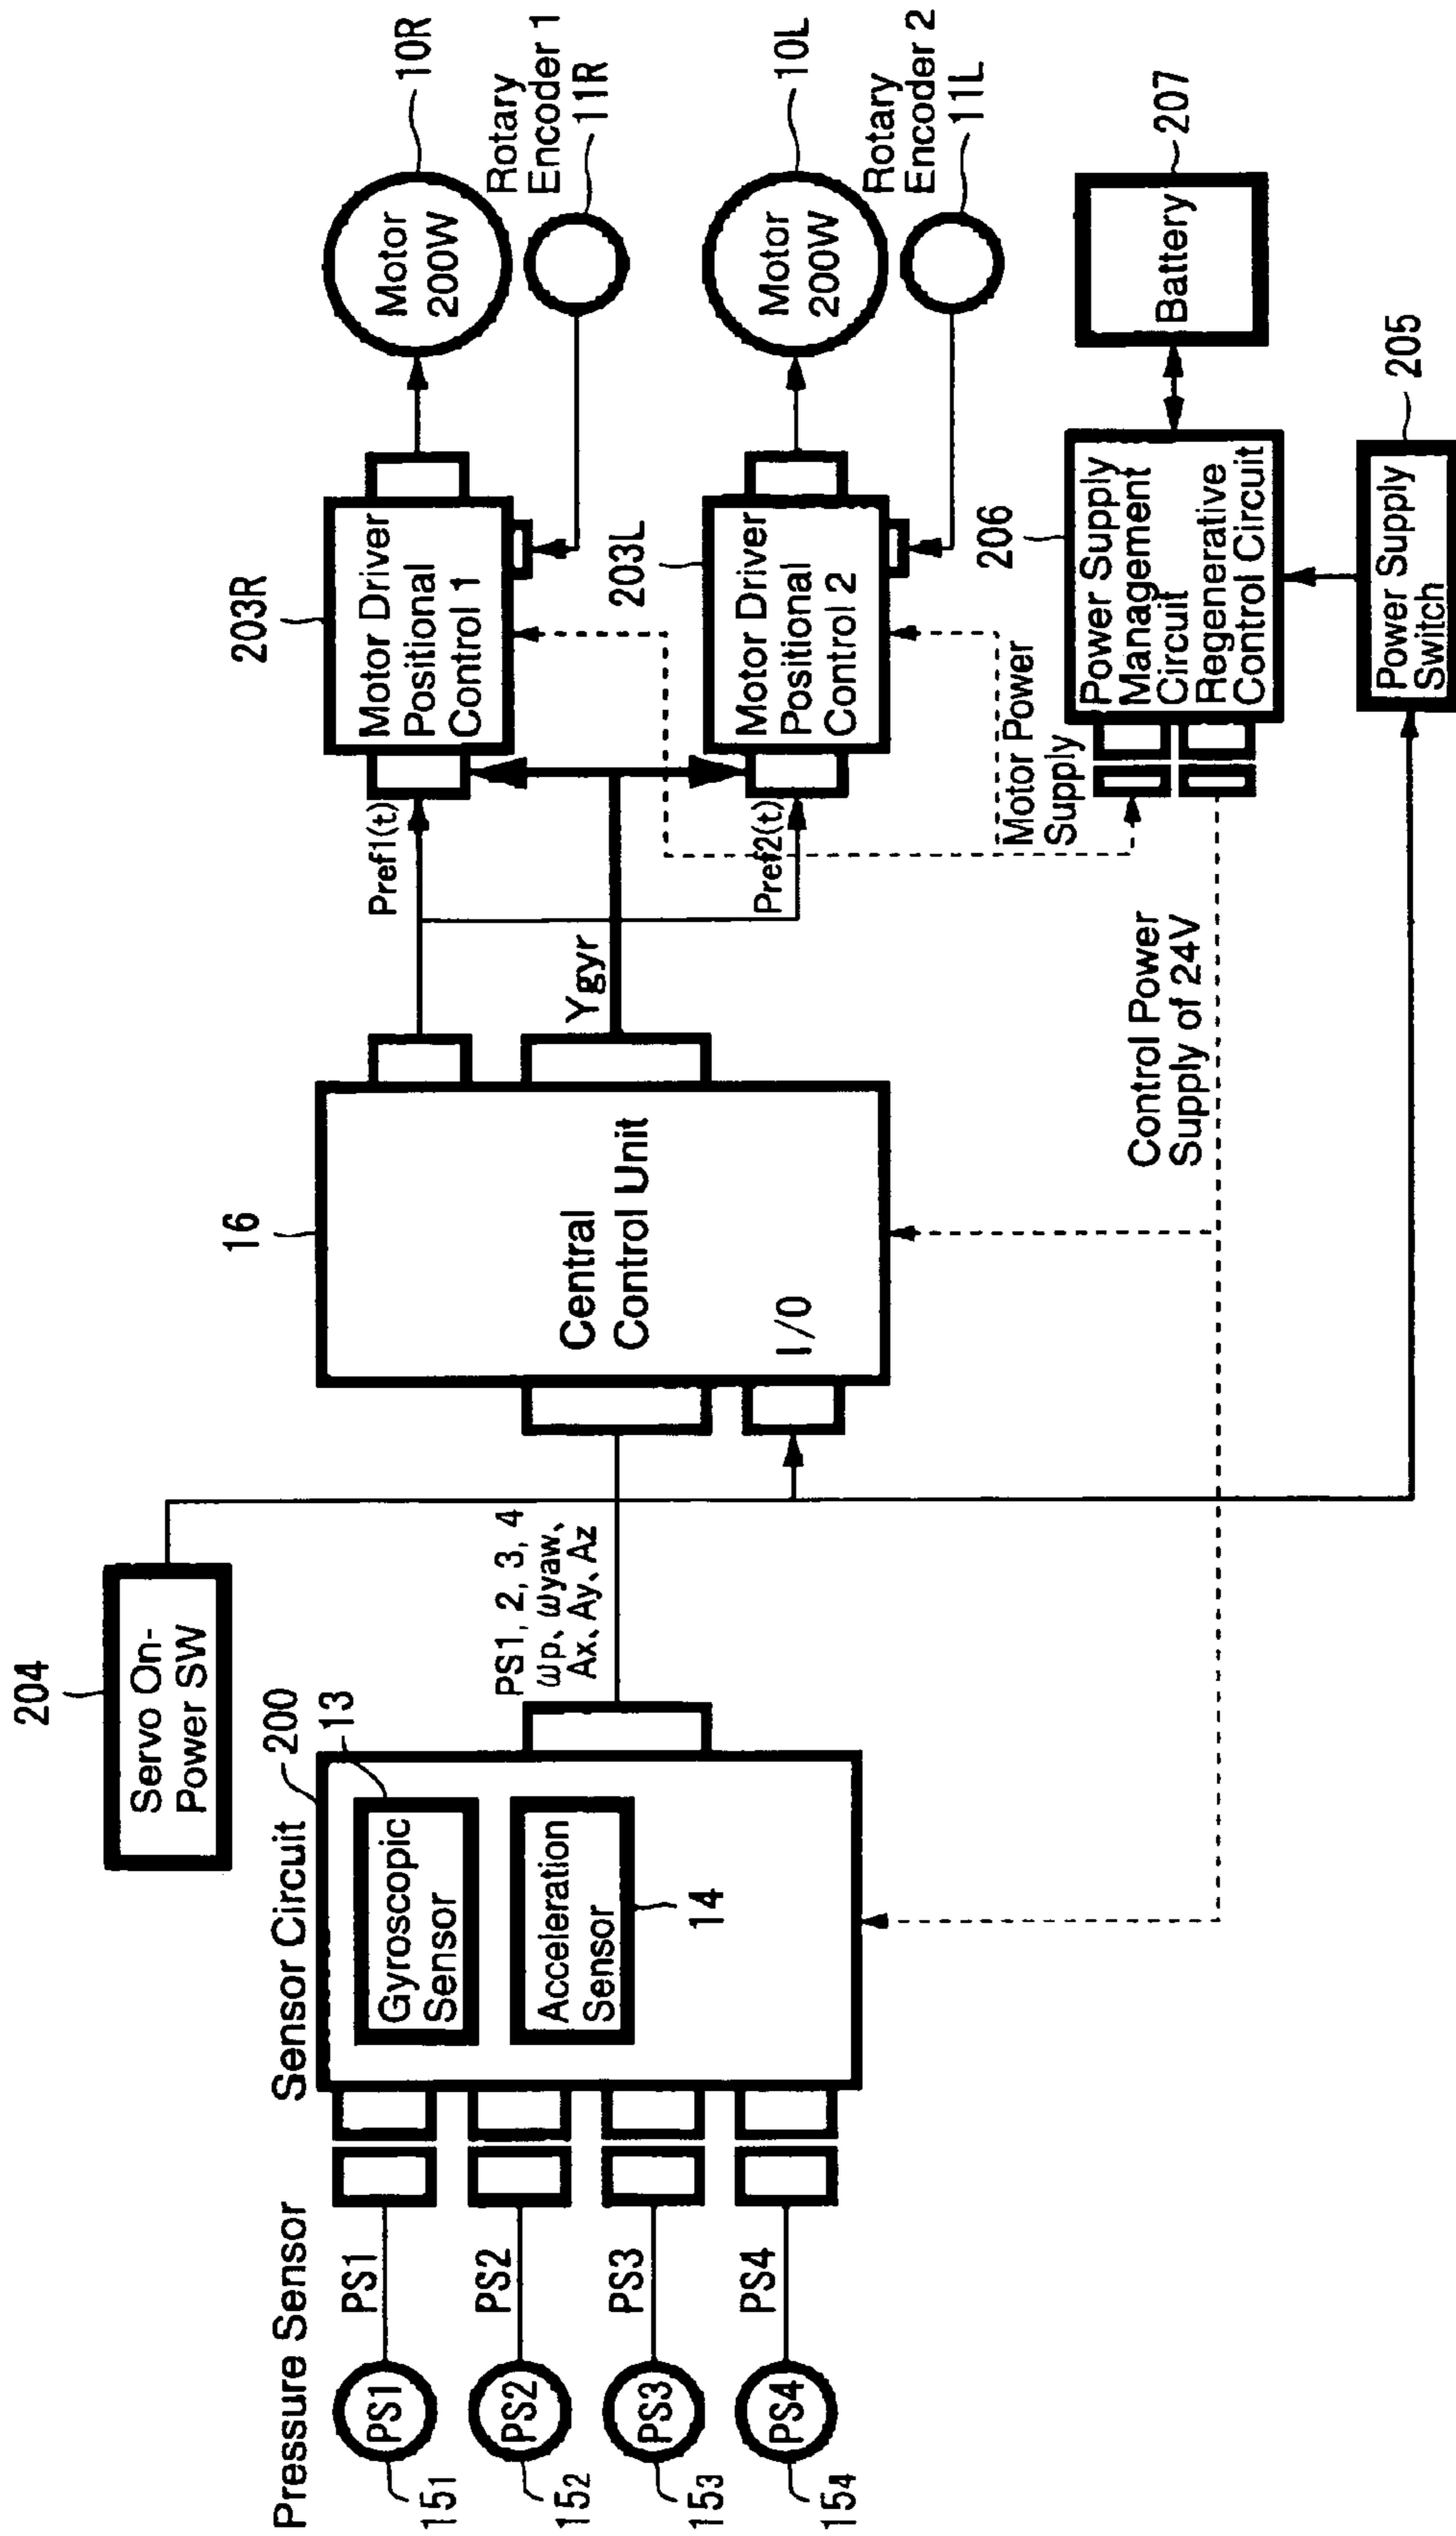 204
Servo On-
Power SW
Pressure Sensor
Sensor Circuit
200
13
Gyroscopic
Sensor
Acceleration
Sensor
14
PS1
PS1
151
PS2
PS2
152
PS3
PS3
153
PS4
PS4
154
PS1, 2, 3, 4
ωp、ωyaw、
Ax、Ay、Az
16
Central
Control Unit
I/O
Ygyr
Pref1(t)
Pref2(t)
203R
Motor Driver
Positional
Control 1
203L
Motor Driver
Positional
Control 2
Motor
200W
10R
Rotary
Encoder 1
11R
Motor
200W
10L
Rotary
Encoder 2
11L
Motor Power
Supply
206
Power Supply
Management
Circuit
Regenerative
Control Circuit
Battery
207
Control Power
Supply of 24V
Power Supply
Switch
205